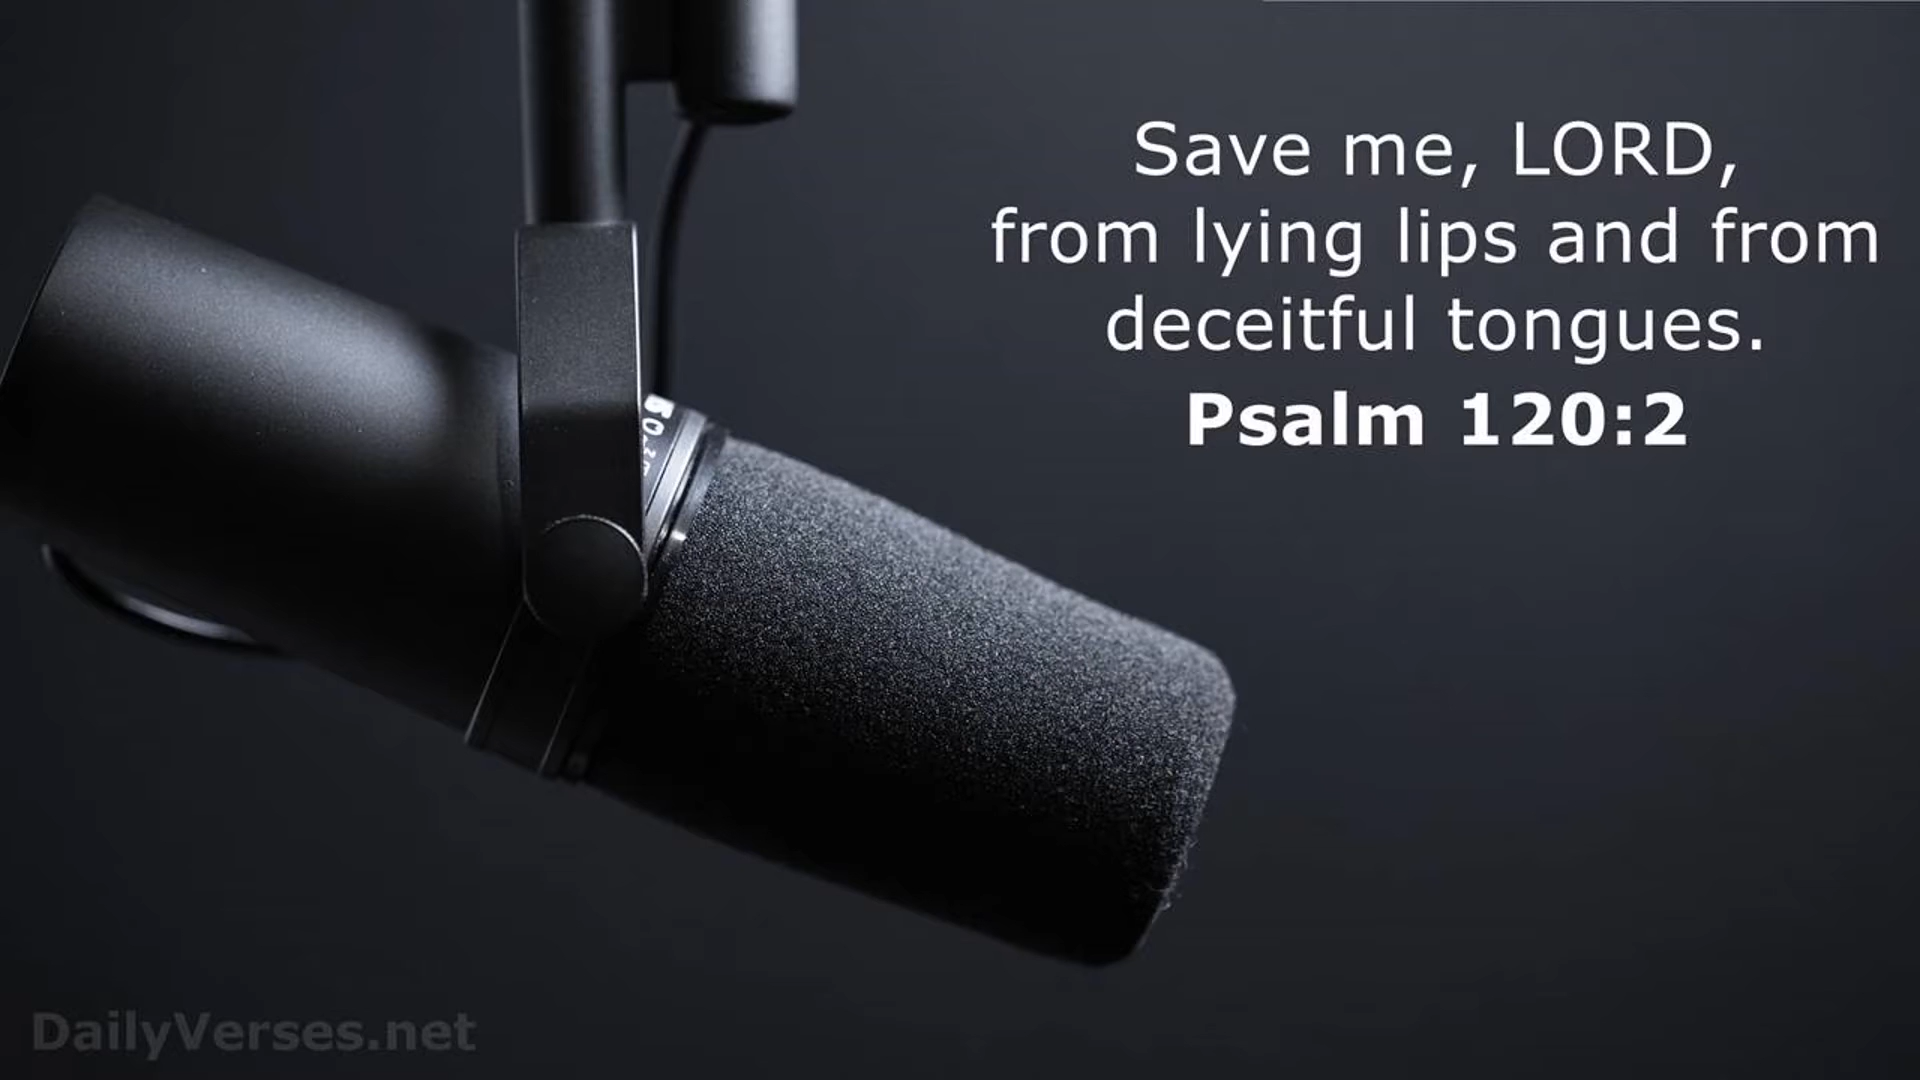 Save me, LORD,
from lying lips and from
deceitful tongues.
Psalm 120:2
DailyVerses.net